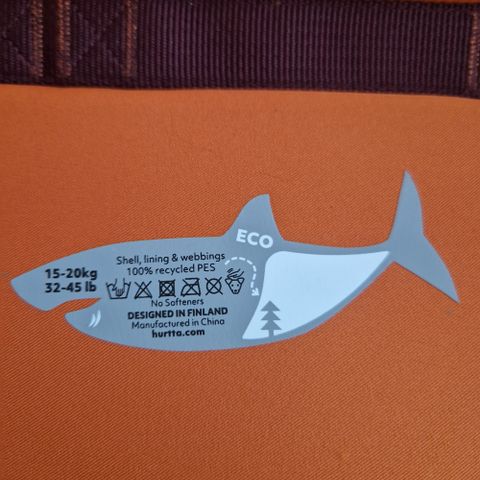 ECO
15-20kg
32-45 lb
Shell, lining & webbings
100% recycled PES
No Softeners
DESIGNED IN FINLAND
Manufactured in China
hurtta.com